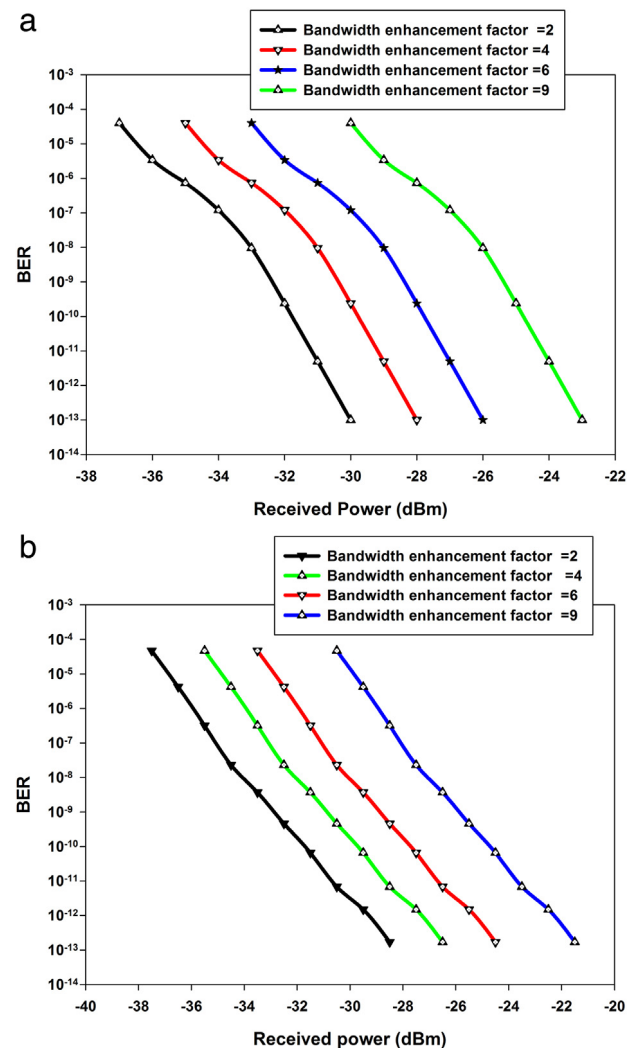 a
Bandwidth enhancement factor =2
Bandwidth enhancement factor =4
Bandwidth enhancement factor =6
Bandwidth enhancement factor =9
10⁻³
10⁻⁴
10⁻⁵
10⁻⁶
10⁻⁷
10⁻⁸
10⁻⁹
10⁻¹⁰
10⁻¹¹
10⁻¹²
10⁻¹³
10⁻¹⁴
BER
-38 -36 -34 -32 -30 -28 -26 -24 -22
Received Power (dBm)
b
Bandwidth enhancement factor =2
Bandwidth enhancement factor =4
Bandwidth enhancement factor =6
Bandwidth enhancement factor =9
10⁻³
10⁻⁴
10⁻⁵
10⁻⁶
10⁻⁷
10⁻⁸
10⁻⁹
10⁻¹⁰
10⁻¹¹
10⁻¹²
10⁻¹³
10⁻¹⁴
BER
-40 -38 -36 -34 -32 -30 -28 -26 -24 -22 -20
Received power (dBm)